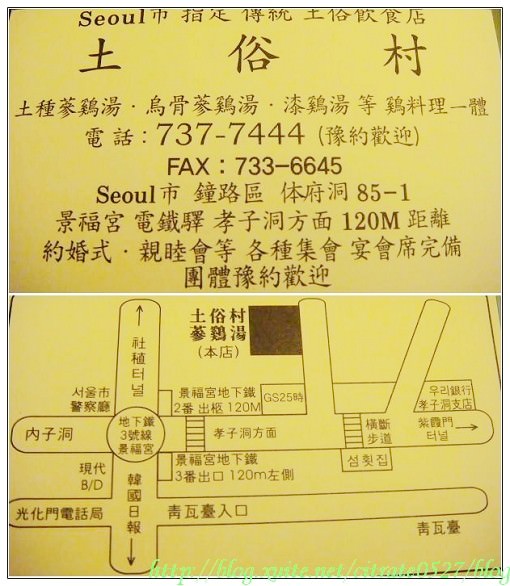 Seoul市 指定 傳統 土俗飮食店
土俗村
土種蔘鷄湯·烏骨蔘鷄湯·漆鷄湯 等 鷄料理一體
電話:737-7444 (豫約歡迎)
FAX:733-6645
Seoul市 鐘路區 体府洞 85-1
景福宮 電鐵驛 孝子洞方面 120M 距離
約婚式·親睦會等 各種集會 宴會席完備
團體豫約歡迎
社稙터널
土俗村
蔘鷄湯
(本店)
서울市
警察廳
景福宮地下鐵
2番 出柩 120M
GS25時
우리銀行
孝子洞支店
內子洞
地下鐵
3號線
景福宮
孝子洞方面
橫斷
步道
紫霞門
터널
現代
B/D
景福宮地下鐵
3番出口 120m左側
섬횟집
韓國日報
光化門電話局
靑瓦臺入口
靑瓦臺
http://blog.xuite.net/citrate0527/blog